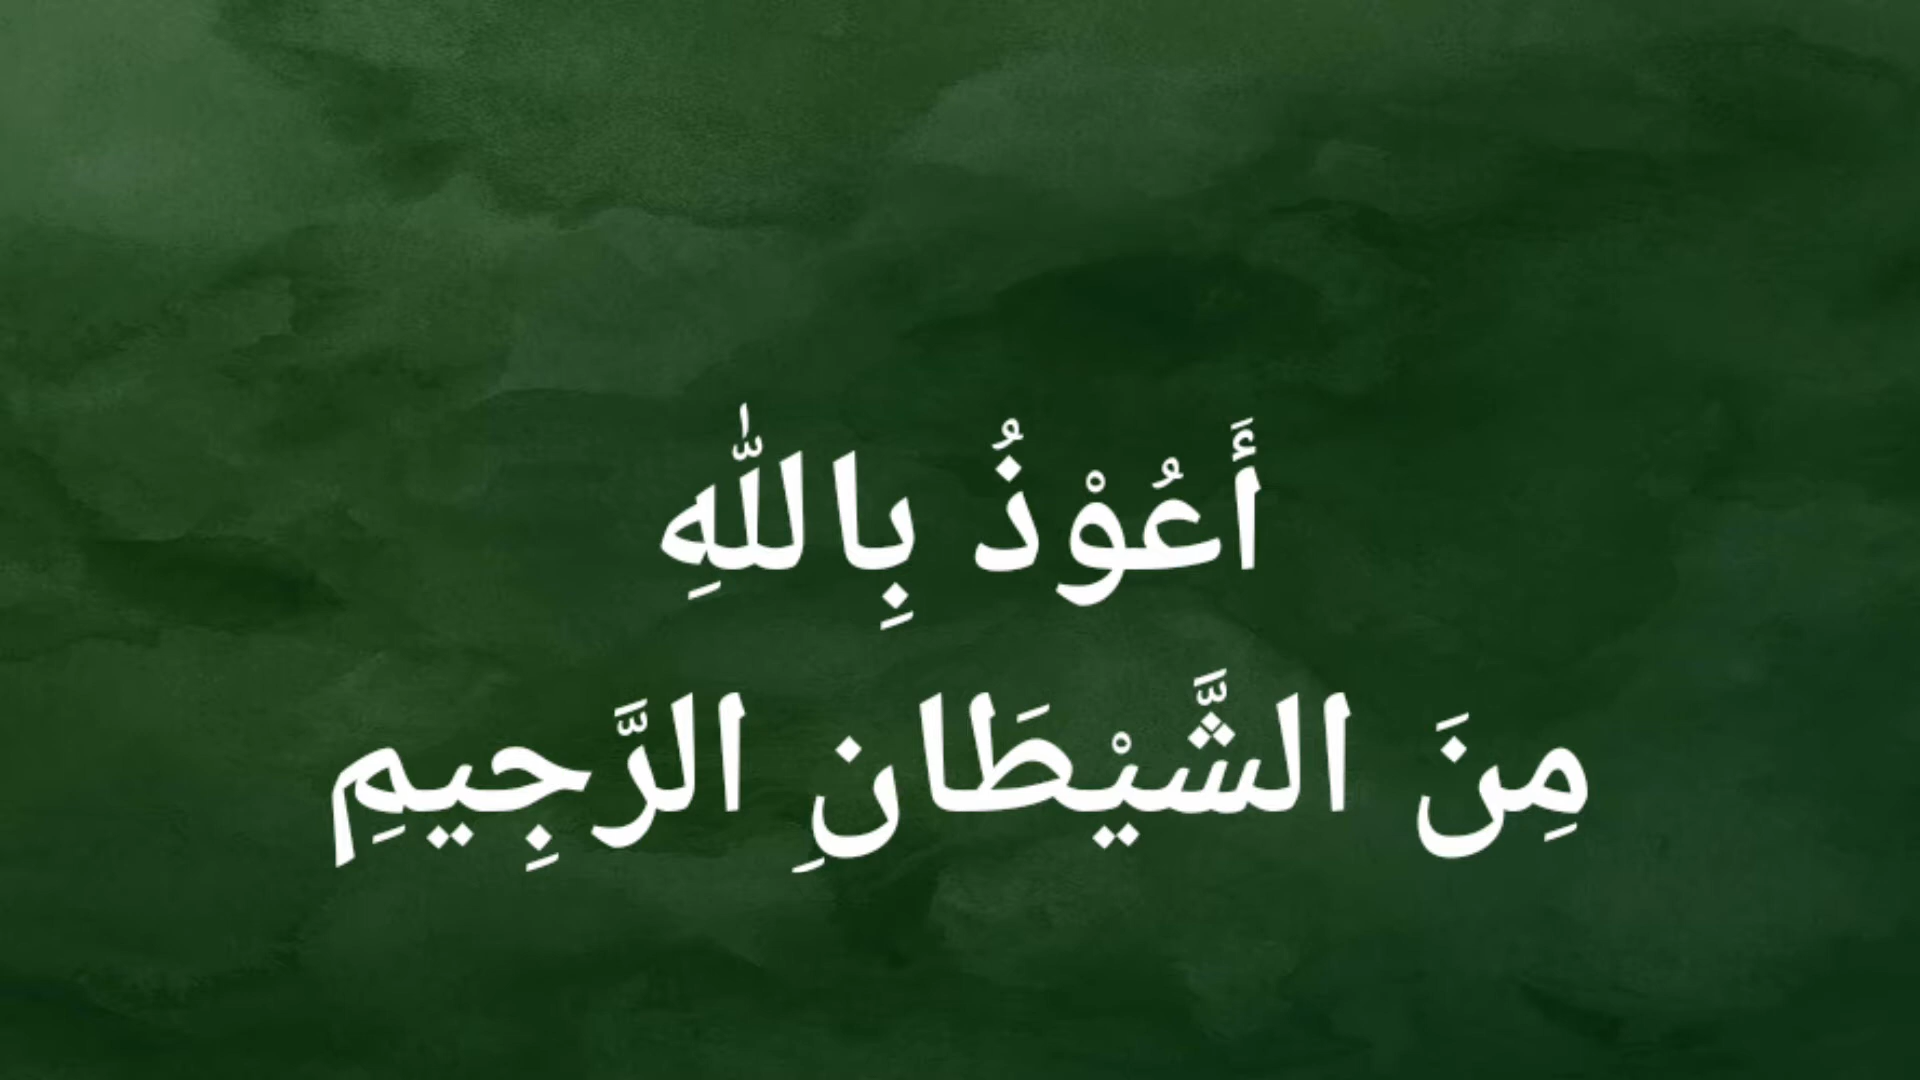 أَعُوْذُ بِاللّٰهِ
مِنَ الشَّيْطَانِ الرَّجِيمِ